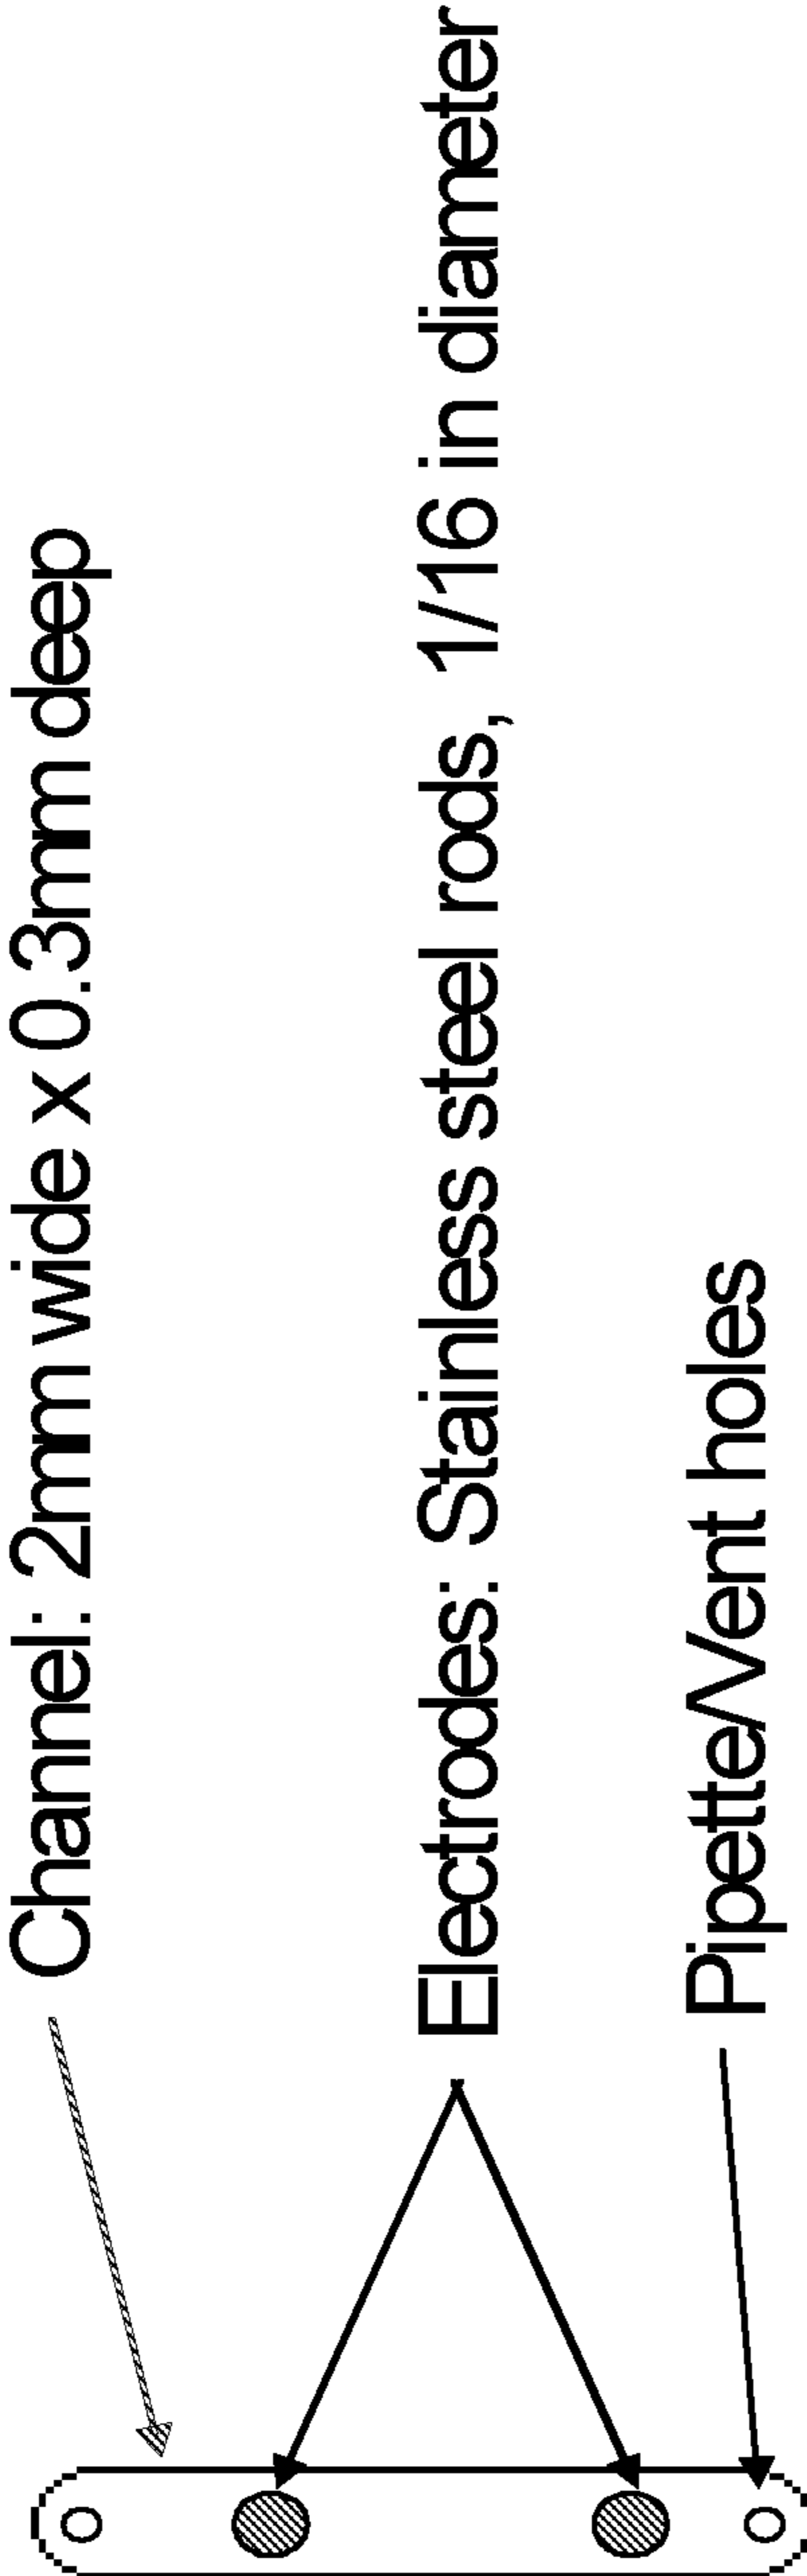 Channel: 2mm wide x 0.3mm deep
Electrodes: Stainless steel rods, 1/16 in diameter
Pipette/Vent holes